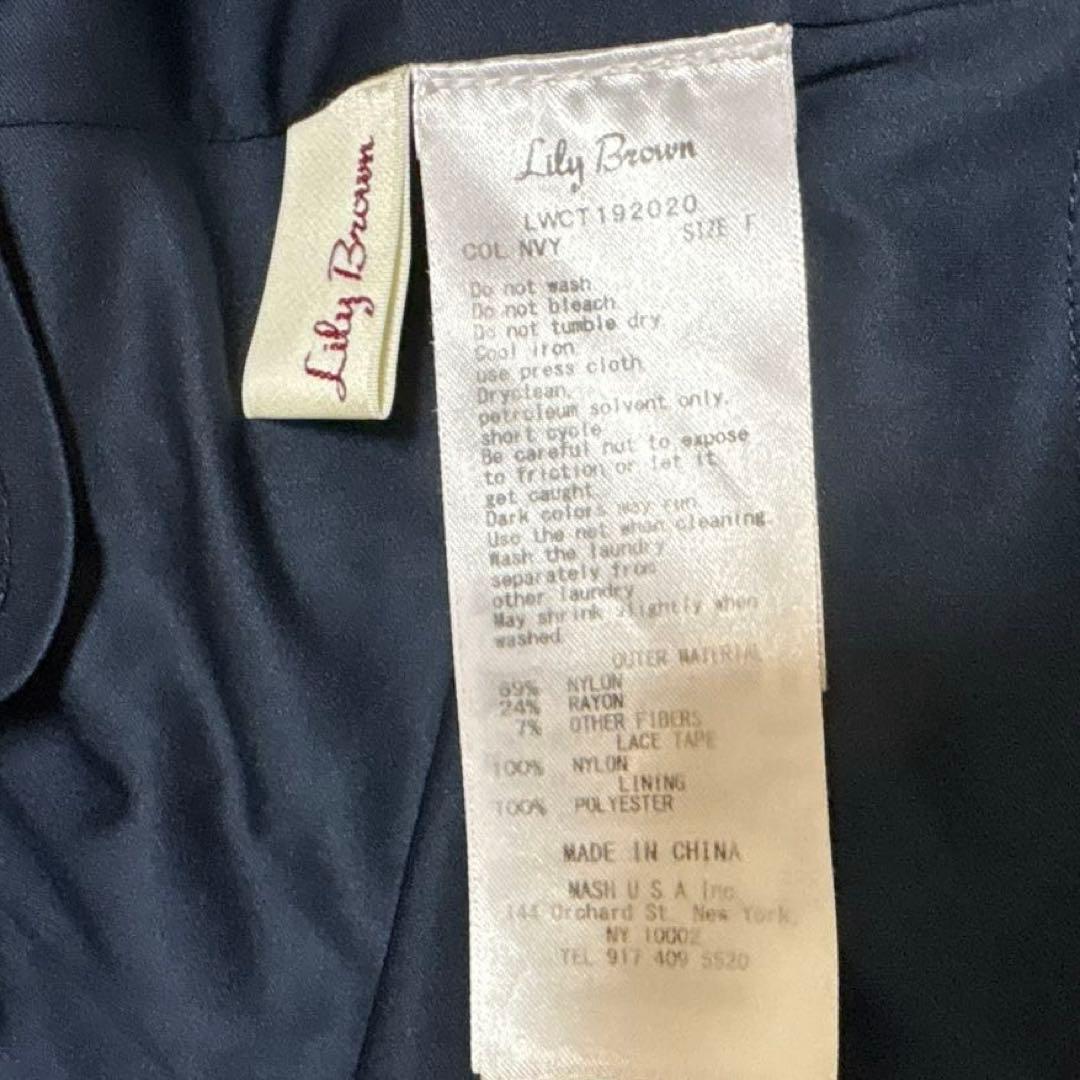 Lily Brown
Lily Brown
LWCT192020
COL NVY SIZE F
Do not wash
Do not bleach
Do not tumble dry
Cool iron
use press cloth
Dryclean,
petroleum solvent only,
short cycle
Be careful not to expose
to friction or let it
get caught
Dark colors may run
Use the net when cleaning.
Wash the laundry
separately from
other laundry
May shrink slightly when
washed
OUTER MATERIAL
69% NYLON
24% RAYON
7% OTHER FIBERS
LACE TAPE
100% NYLON
LINING
100% POLYESTER
MADE IN CHINA
MASH U S A Inc
144 Orchard St New York,
NY 10002
TEL 917 409 5520